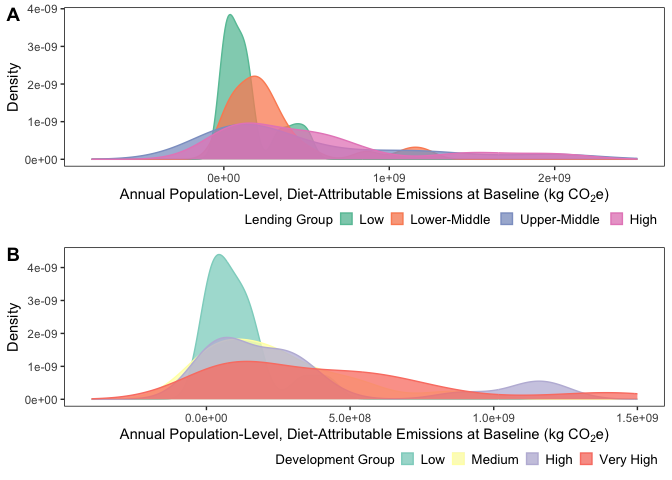 A
4e-09
3e-09
2e-09
1e-09
0e+00
Density
0e+00 1e+09 2e+09
Annual Population-Level, Diet-Attributable Emissions at Baseline (kg CO₂e)
Lending Group Low Lower-Middle Upper-Middle High
B
4e-09
3e-09
2e-09
1e-09
0e+00
Density
0.0e+00 5.0e+08 1.0e+09 1.5e+09
Annual Population-Level, Diet-Attributable Emissions at Baseline (kg CO₂e)
Development Group Low Medium High Very High